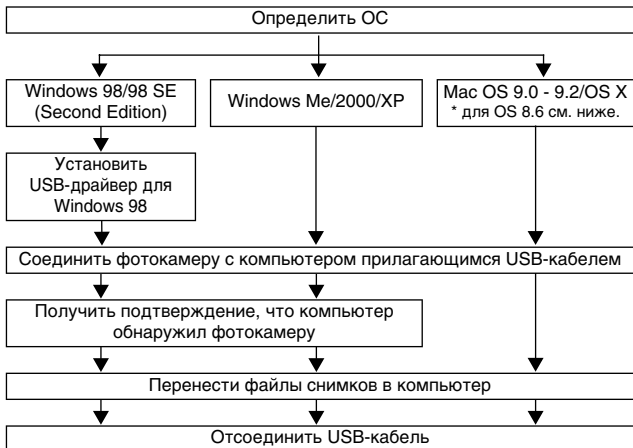 Определить ОС
Windows 98/98 SE
(Second Edition)
Windows Me/2000/XP
Mac OS 9.0 - 9.2/OS X
* для OS 8.6 см. ниже.
Установить
USB-драйвер для
Windows 98
Соединить фотокамеру с компьютером прилагающимся USB-кабелем
Получить подтверждение, что компьютер
обнаружил фотокамеру
Перенести файлы снимков в компьютер
Отсоединить USB-кабель